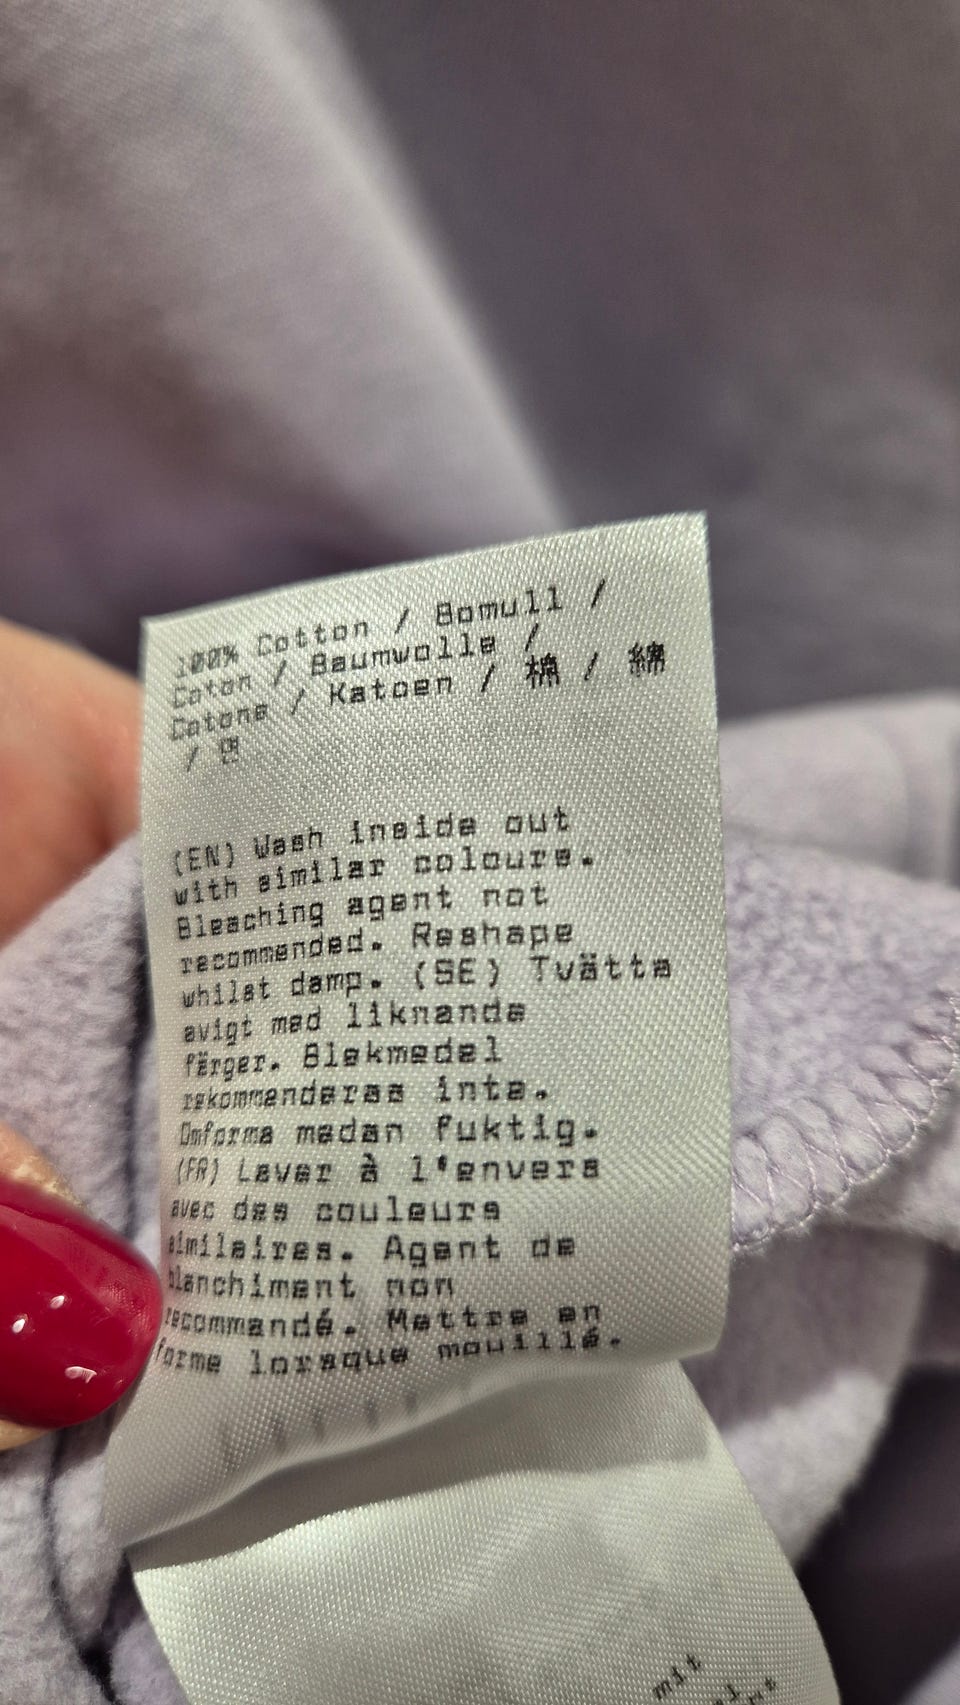 100% Cotton / Bomull /
Coton / Baumwolle /
Cotone / Katoen / 棉 / 綿
/ 면
(EN) Wash inside out
with similar colours.
Bleaching agent not
recommended. Reshape
whilst damp. (SE) Tvätta
avigt med liknande
färger. Blekmedel
rekommenderas inte.
Omforma medan fuktig.
(FR) Laver à l'envers
avec des couleurs
similaires. Agent de
blanchiment non
recommandé. Mettre en
forme lorsque mouillé.
mit